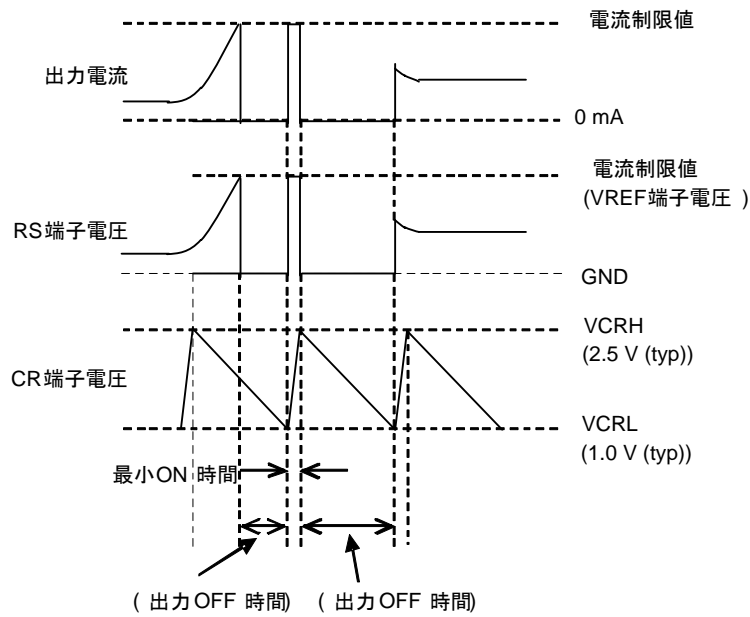 電流制限値
出力電流
0 mA
電流制限値
(VREF端子電圧 )
RS端子電圧
GND
VCRH
(2.5 V (typ))
CR端子電圧
VCRL
(1.0 V (typ))
最小ON 時間
( 出力OFF 時間) ( 出力OFF 時間)